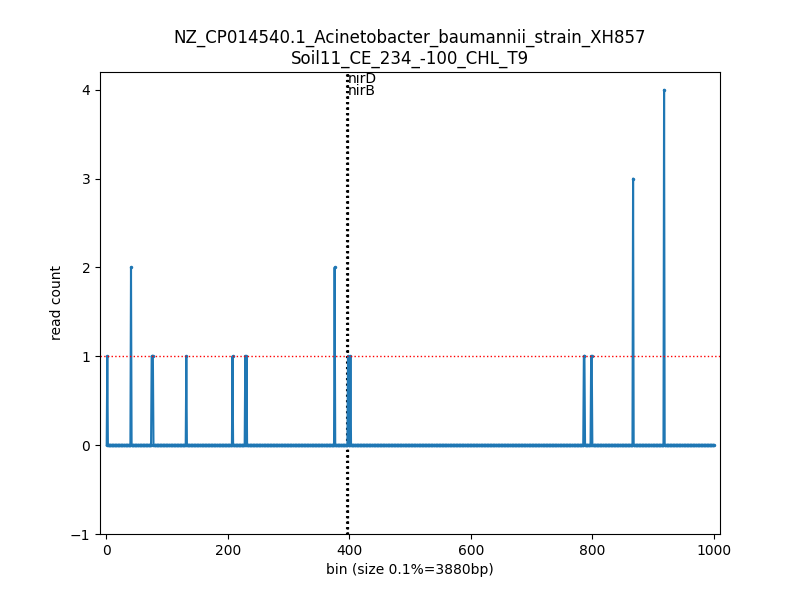 NZ_CP014540.1_Acinetobacter_baumannii_strain_XH857
Soil11_CE_234_-100_CHL_T9
nirD
nirB
4
3
2
1
0
−1
read count
0 200 400 600 800 1000
bin (size 0.1%=3880bp)